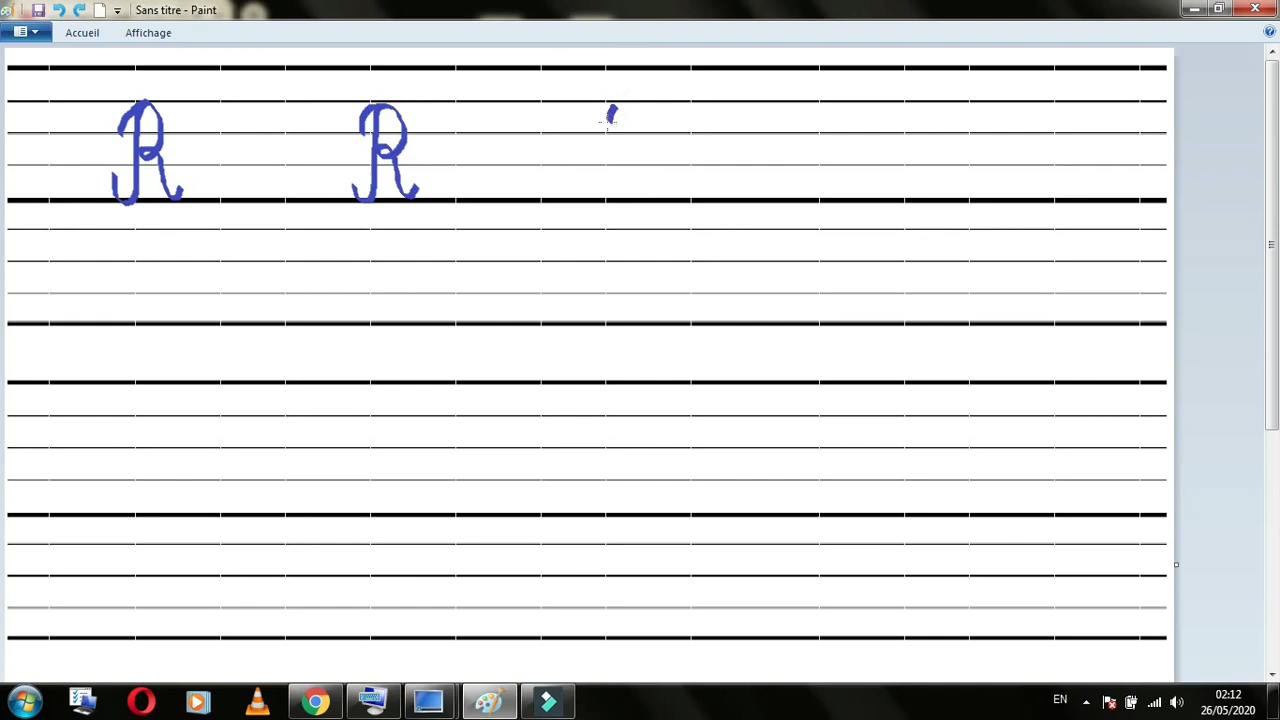 Sans titre - Paint
Accueil Affichage
R R
EN 02:12
26/05/2020